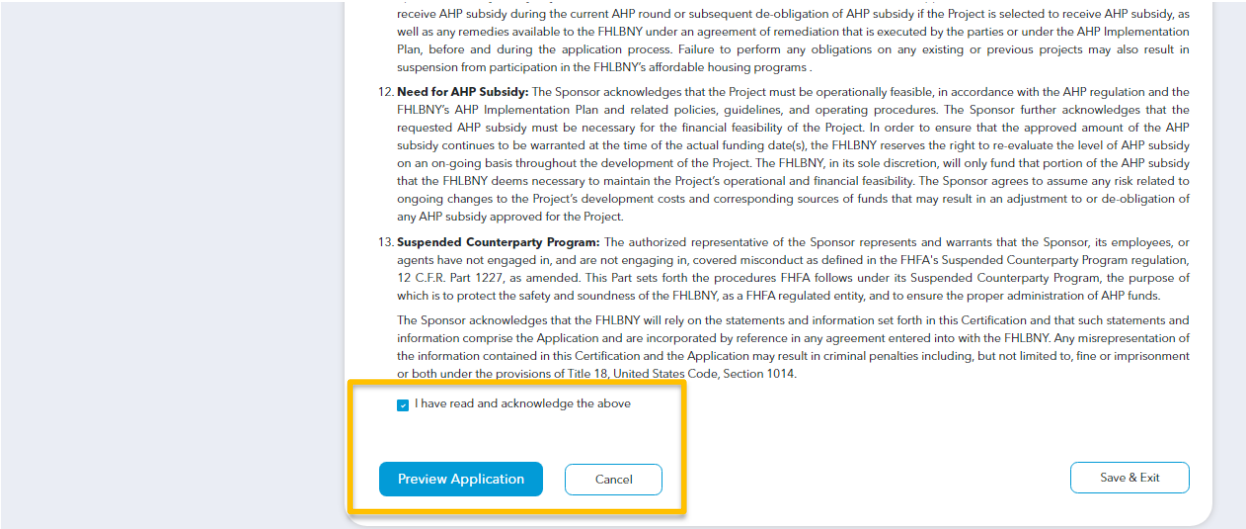 receive AHP subsidy during the current AHP round or subsequent de-obligation of AHP subsidy if the Project is selected to receive AHP subsidy, as
well as any remedies available to the FHLBNY under an agreement of remediation that is executed by the parties or under the AHP Implementation
Plan, before and during the application process. Failure to perform any obligations on any existing or previous projects may also result in
suspension from participation in the FHLBNY's affordable housing programs .
12. Need for AHP Subsidy: The Sponsor acknowledges that the Project must be operationally feasible, in accordance with the AHP regulation and the
FHLBNY's AHP Implementation Plan and related policies, guidelines, and operating procedures. The Sponsor further acknowledges that the
requested AHP subsidy must be necessary for the financial feasibility of the Project. In order to ensure that the approved amount of the AHP
subsidy continues to be warranted at the time of the actual funding date(s), the FHLBNY reserves the right to re-evaluate the level of AHP subsidy
on an on-going basis throughout the development of the Project. The FHLBNY, in its sole discretion, will only fund that portion of the AHP subsidy
that the FHLBNY deems necessary to maintain the Project's operational and financial feasibility. The Sponsor agrees to assume any risk related to
ongoing changes to the Project's development costs and corresponding sources of funds that may result in an adjustment to or de-obligation of
any AHP subsidy approved for the Project.
13. Suspended Counterparty Program: The authorized representative of the Sponsor represents and warrants that the Sponsor, its employees, or
agents have not engaged in, and are not engaging in, covered misconduct as defined in the FHFA's Suspended Counterparty Program regulation,
12 C.F.R. Part 1227, as amended. This Part sets forth the procedures FHFA follows under its Suspended Counterparty Program, the purpose of
which is to protect the safety and soundness of the FHLBNY, as a FHFA regulated entity, and to ensure the proper administration of AHP funds.
The Sponsor acknowledges that the FHLBNY will rely on the statements and information set forth in this Certification and that such statements and
information comprise the Application and are incorporated by reference in any agreement entered into with the FHLBNY. Any misrepresentation of
the information contained in this Certification and the Application may result in criminal penalties including, but not limited to, fine or imprisonment
or both under the provisions of Title 18, United States Code, Section 1014.
I have read and acknowledge the above
Preview Application
Cancel
Save & Exit